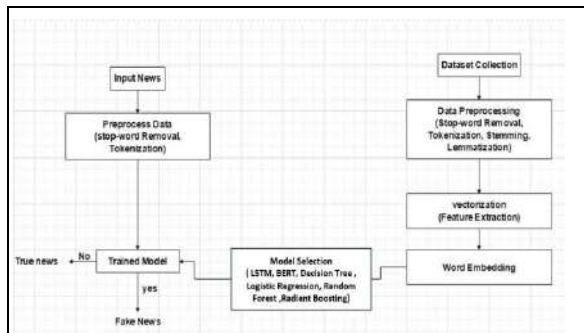 Input News
Preprocess Data
(stop-word Removal,
Tokenization)
Trained Model
No
True news
yes
Fake News
Dataset Collection
Data Preprocessing
(Stop-word Removal,
Tokenization, Stemming,
Lemmatization)
vectorization
(Feature Extraction)
Word Embedding
Model Selection
( LSTM, BERT, Decision Tree ,
Logistic Regression, Random
Forest ,Radient Boosting)